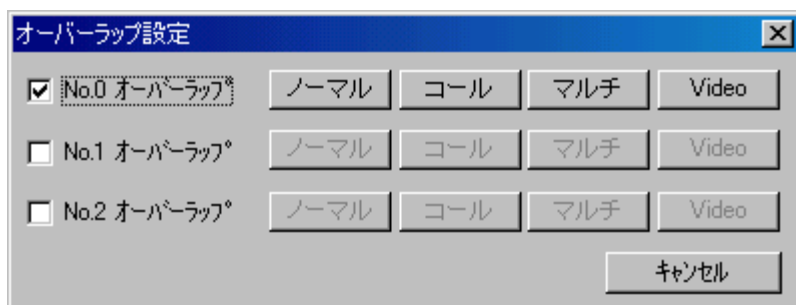 オーバーラップ設定
No.0 ｵｰﾊﾞｰﾗｯﾌﾟ ノーマル コール マルチ Video
No.1 ｵｰﾊﾞｰﾗｯﾌﾟ ノーマル コール マルチ Video
No.2 ｵｰﾊﾞｰﾗｯﾌﾟ ノーマル コール マルチ Video
ｷｬﾝｾﾙ